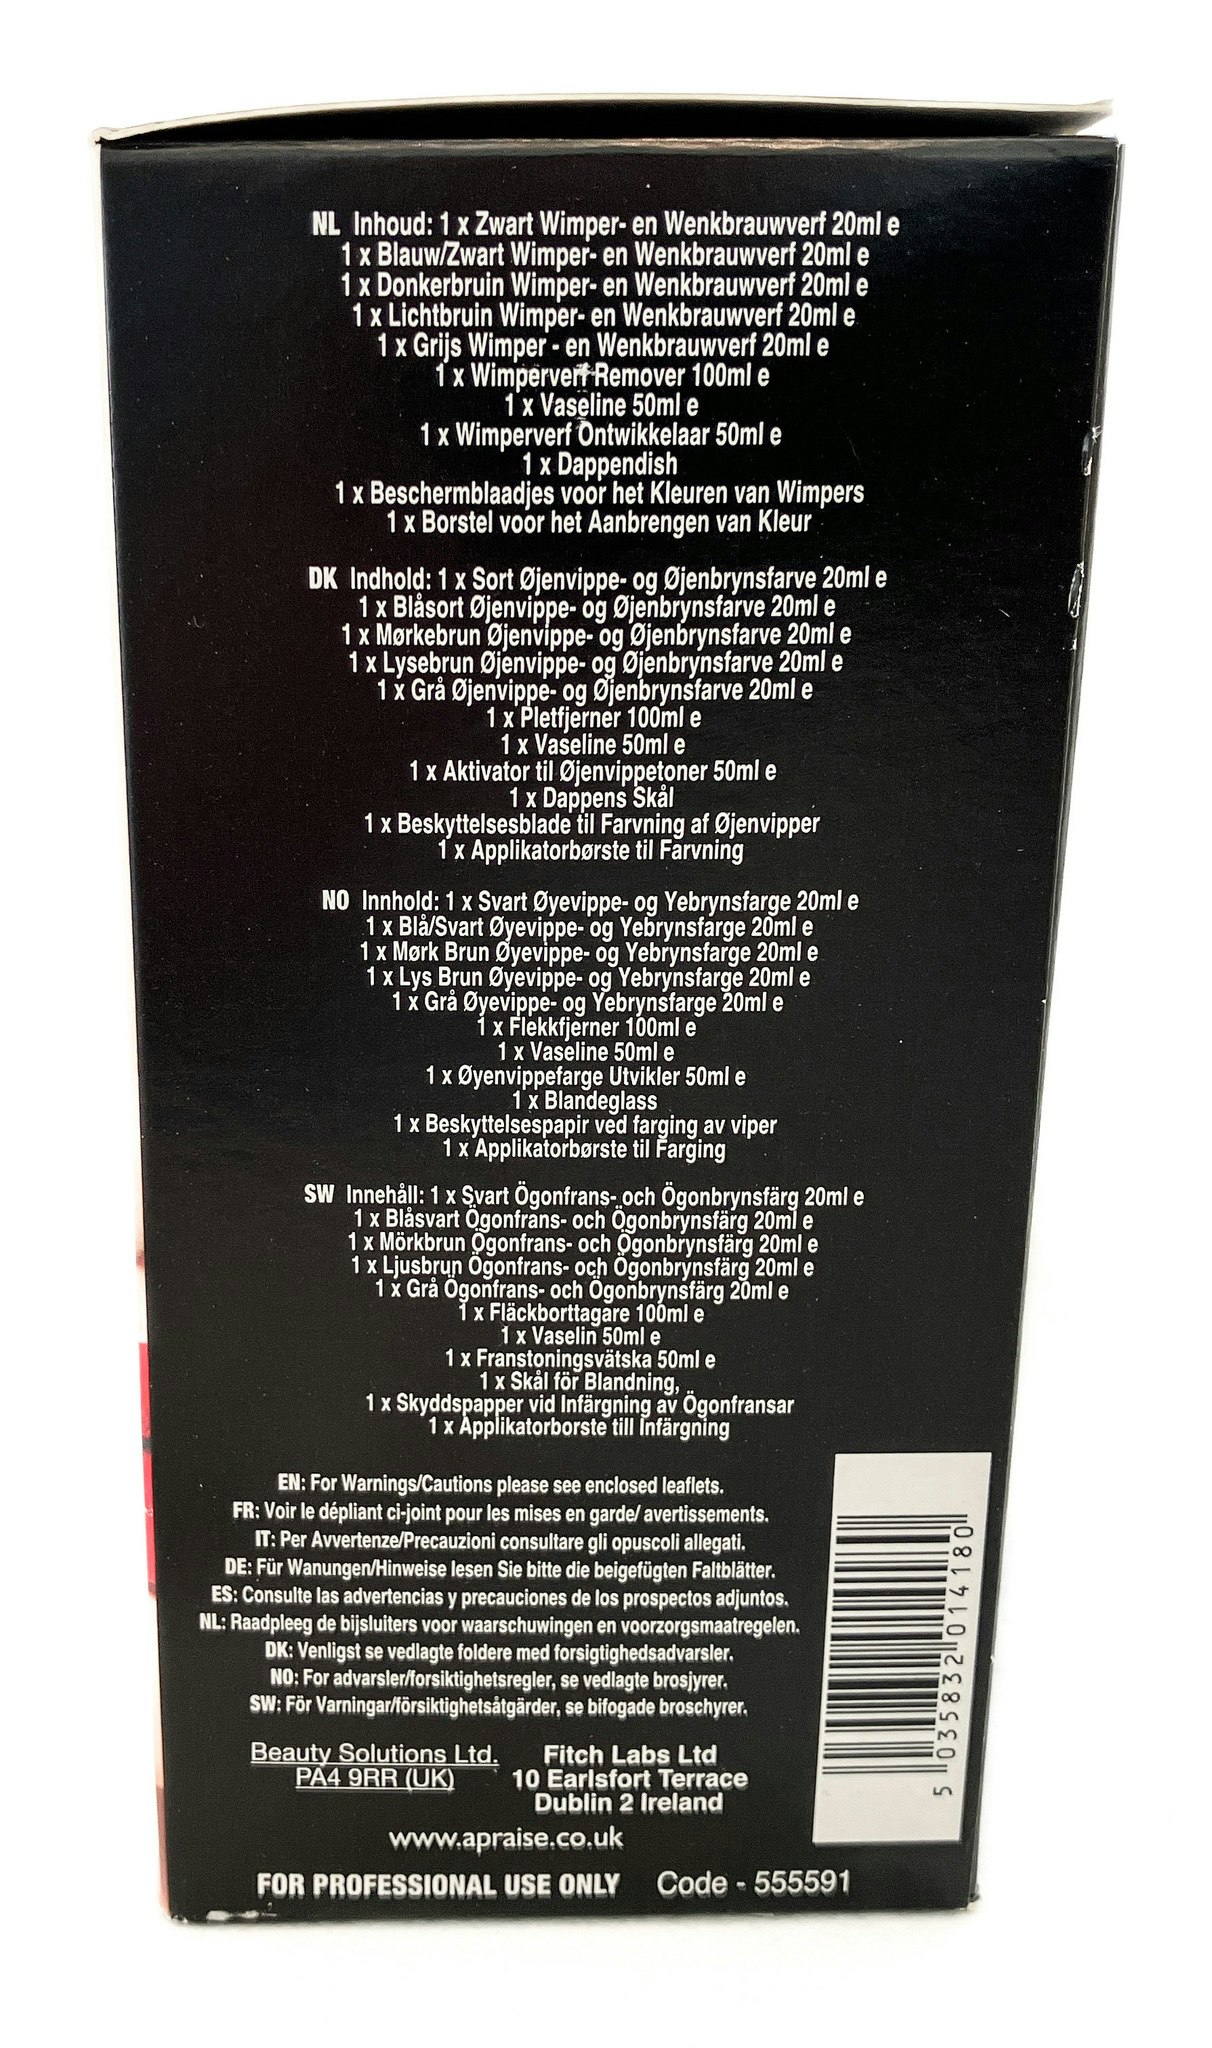 NL Inhoud: 1 x Zwart Wimper- en Wenkbrauwverf 20ml e
1 x Blauw/Zwart Wimper- en Wenkbrauwverf 20ml e
1 x Donkerbruin Wimper- en Wenkbrauwverf 20ml e
1 x Lichtbruin Wimper- en Wenkbrauwverf 20ml e
1 x Grijs Wimper - en Wenkbrauwverf 20ml e
1 x Wimperverf Remover 100ml e
1 x Vaseline 50ml e
1 x Wimperverf Ontwikkelaar 50ml e
1 x Dappendish
1 x Beschermblaadjes voor het Kleuren van Wimpers
1 x Borstel voor het Aanbrengen van Kleur
DK Indhold: 1 x Sort Øjenvippe- og Øjenbrynsfarve 20ml e
1 x Blåsort Øjenvippe- og Øjenbrynsfarve 20ml e
1 x Mørkebrun Øjenvippe- og Øjenbrynsfarve 20ml e
1 x Lysebrun Øjenvippe- og Øjenbrynsfarve 20ml e
1 x Grå Øjenvippe- og Øjenbrynsfarve 20ml e
1 x Pletfjerner 100ml e
1 x Vaseline 50ml e
1 x Aktivator til Øjenvippetoner 50ml e
1 x Dappens Skål
1 x Beskyttelsesblade til Farvning af Øjenvipper
1 x Applikatorbørste til Farvning
NO Innhold: 1 x Svart Øyevippe- og Yebrynsfarge 20ml e
1 x Blå/Svart Øyevippe- og Yebrynsfarge 20ml e
1 x Mørk Brun Øyevippe- og Yebrynsfarge 20ml e
1 x Lys Brun Øyevippe- og Yebrynsfarge 20ml e
1 x Grå Øyevippe- og Yebrynsfarge 20ml e
1 x Flekkfjerner 100ml e
1 x Vaseline 50ml e
1 x Øyenvippefarge Utvikler 50ml e
1 x Blandeglass
1 x Beskyttelsespapir ved farging av viper
1 x Applikatorbørste til Farging
SW Innehåll: 1 x Svart Ögonfrans- och Ögonbrynsfärg 20ml e
1 x Blåsvart Ögonfrans- och Ögonbrynsfärg 20ml e
1 x Mörkbrun Ögonfrans- och Ögonbrynsfärg 20ml e
1 x Ljusbrun Ögonfrans- och Ögonbrynsfärg 20ml e
1 x Grå Ögonfrans- och Ögonbrynsfärg 20ml e
1 x Fläckborttagare 100ml e
1 x Vaselin 50ml e
1 x Franstoningsvätska 50ml e
1 x Skål för Blandning,
1 x Skyddspapper vid Infärgning av Ögonfransar
1 x Applikatorborste till Infärgning
EN: For Warnings/Cautions please see enclosed leaflets.
FR: Voir le dépliant ci-joint pour les mises en garde/ avertissements.
IT: Per Avvertenze/Precauzioni consultare gli opuscoli allegati.
DE: Für Wanungen/Hinweise lesen Sie bitte die beigefügten Faltblätter.
ES: Consulte las advertencias y precauciones de los prospectos adjuntos.
NL: Raadpleeg de bijsluiters voor waarschuwingen en voorzorgsmaatregelen.
DK: Venligst se vedlagte foldere med forsigtighedsadvarsler.
NO: For advarsler/forsiktighetsregler, se vedlagte brosjyrer.
SW: För Varningar/försiktighetsåtgärder, se bifogade broschyrer.
5 035832 014180
Beauty Solutions Ltd.
PA4 9RR (UK)
Fitch Labs Ltd
10 Earlsfort Terrace
Dublin 2 Ireland
www.apraise.co.uk
FOR PROFESSIONAL USE ONLY Code - 555591